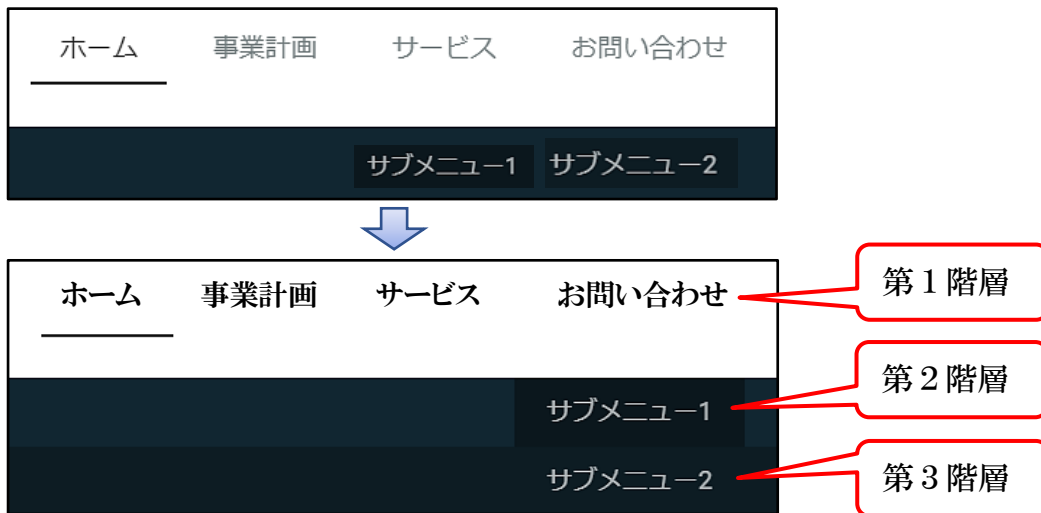 ホーム 事業計画 サービス お問い合わせ
サブメニュー1 サブメニュー2
ホーム 事業計画 サービス お問い合わせ
第1階層
第2階層
サブメニュー1
サブメニュー2
第3階層